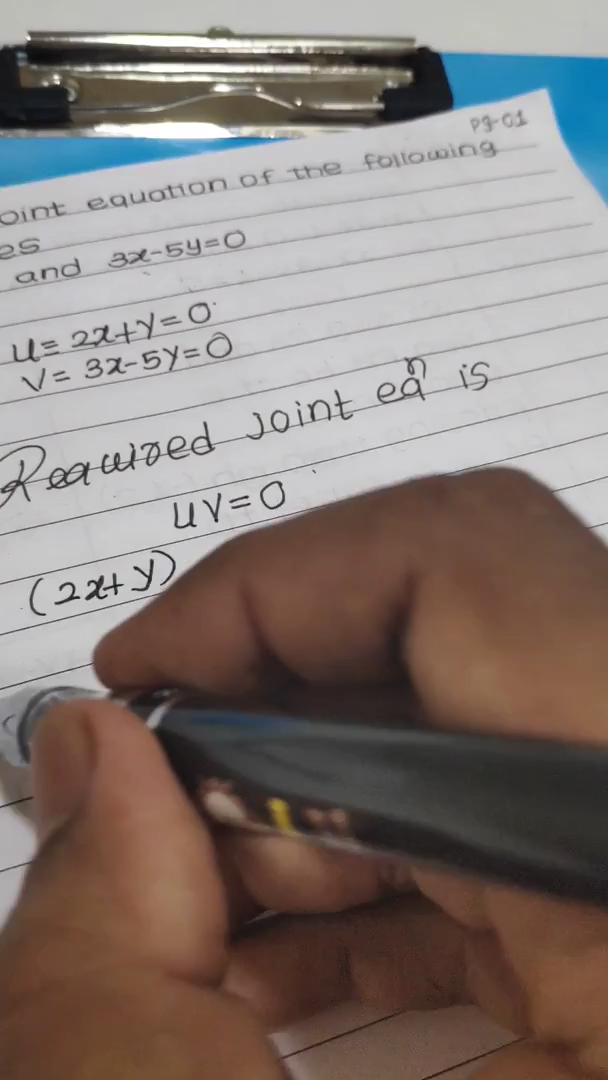 Pg-01
oint equation of the following
es
and 3x-5y=0
u= 2x+y=0
v= 3x-5y=0
Required Joint eqⁿ is
uv=0
(2x+y)